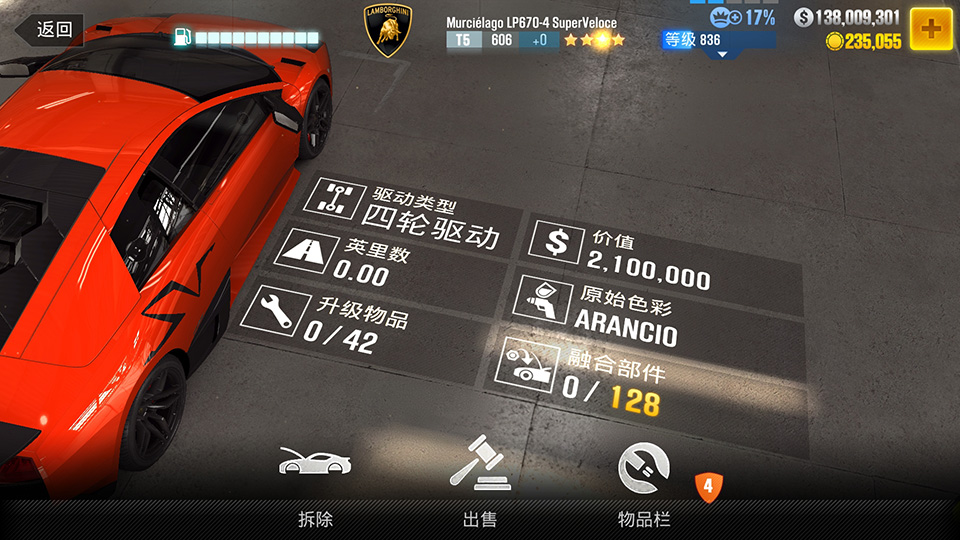 返回
LAMBORGHINI
Murciélago LP670-4 SuperVeloce
T5 606 +0
17%
$ 138,009,301
等级 836
235,055
驱动类型
四轮驱动
英里数
0.00
升级物品
0/42
价值
2,100,000
原始色彩
ARANCIO
融合部件
0/128
拆除
出售
物品栏
4